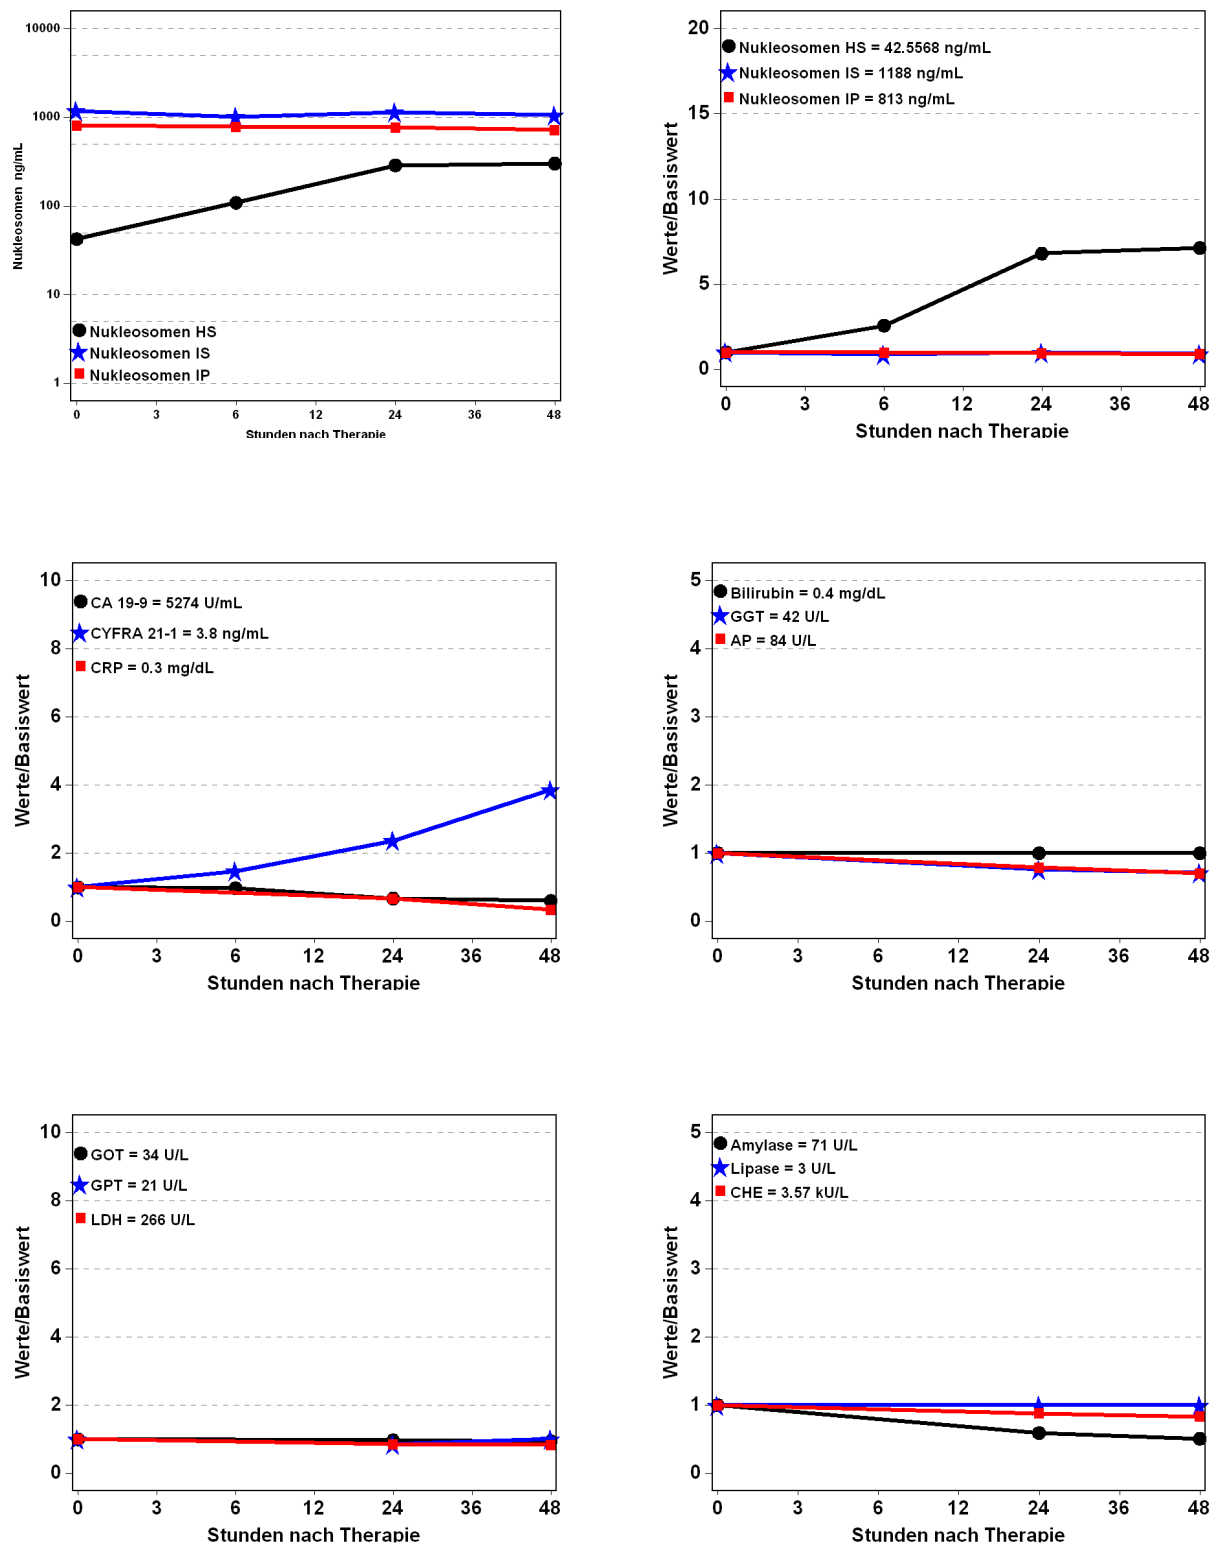 10000
1000
100
10
1
Nukleosomen ng/mL
Nukleosomen HS
Nukleosomen IS
Nukleosomen IP
0 3 6 12 24 36 48
Stunden nach Therapie
20
15
10
5
0
Werte/Basiswert
Nukleosomen HS = 42.5568 ng/mL
Nukleosomen IS = 1188 ng/mL
Nukleosomen IP = 813 ng/mL
0 3 6 12 24 36 48
Stunden nach Therapie
10
8
6
4
2
0
Werte/Basiswert
CA 19-9 = 5274 U/mL
CYFRA 21-1 = 3.8 ng/mL
CRP = 0.3 mg/dL
0 3 6 12 24 36 48
Stunden nach Therapie
5
4
3
2
1
0
Werte/Basiswert
Bilirubin = 0.4 mg/dL
GGT = 42 U/L
AP = 84 U/L
0 3 6 12 24 36 48
Stunden nach Therapie
10
8
6
4
2
0
Werte/Basiswert
GOT = 34 U/L
GPT = 21 U/L
LDH = 266 U/L
0 3 6 12 24 36 48
Stunden nach Therapie
5
4
3
2
1
0
Werte/Basiswert
Amylase = 71 U/L
Lipase = 3 U/L
CHE = 3.57 kU/L
0 3 6 12 24 36 48
Stunden nach Therapie